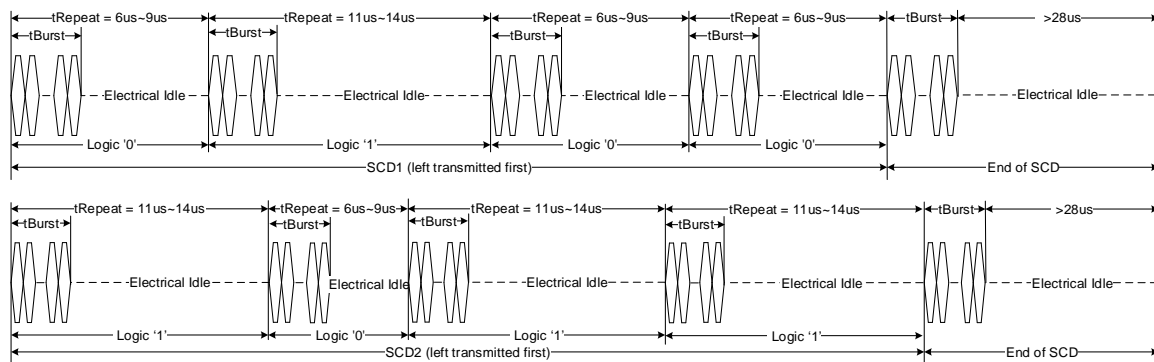 tRepeat = 6us~9us tRepeat = 11us~14us tRepeat = 6us~9us tRepeat = 6us~9us tBurst >28us
tBurst tBurst tBurst tBurst
Electrical Idle Electrical Idle Electrical Idle Electrical Idle Electrical Idle
Logic '0' Logic ‘1’ Logic '0' Logic '0'
SCD1 (left transmitted first) End of SCD
tRepeat = 11us~14us tRepeat = 6us~9us tRepeat = 11us~14us tRepeat = 11us~14us tBurst >28us
tBurst tBurst tBurst tBurst
Electrical Idle Electrical Idle Electrical Idle Electrical Idle Electrical Idle
Logic ‘1’ Logic '0' Logic ‘1’ Logic ‘1’
SCD2 (left transmitted first) End of SCD